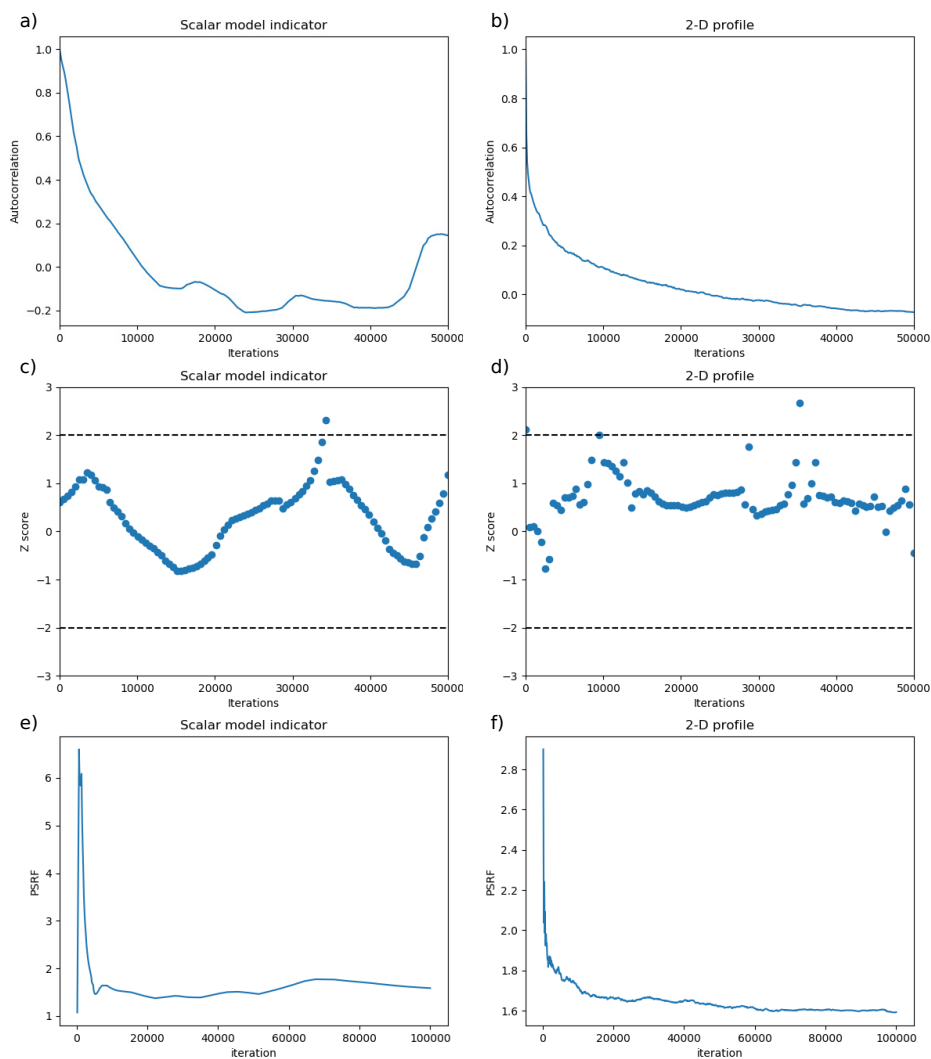 a)
Scalar model indicator
1.0
0.8
0.6
0.4
0.2
0.0
−0.2
Autocorrelation
0 10000 20000 30000 40000 50000
Iterations
b)
2-D profile
1.0
0.8
0.6
0.4
0.2
0.0
Autocorrelation
0 10000 20000 30000 40000 50000
Iterations
c)
Scalar model indicator
3
2
1
0
−1
−2
−3
Z score
0 10000 20000 30000 40000 50000
Iterations
d)
2-D profile
3
2
1
0
−1
−2
−3
Z score
0 10000 20000 30000 40000 50000
Iterations
e)
Scalar model indicator
6
5
4
3
2
1
PSRF
0 20000 40000 60000 80000 100000
iteration
f)
2-D profile
2.8
2.6
2.4
2.2
2.0
1.8
1.6
PSRF
0 20000 40000 60000 80000 100000
iteration